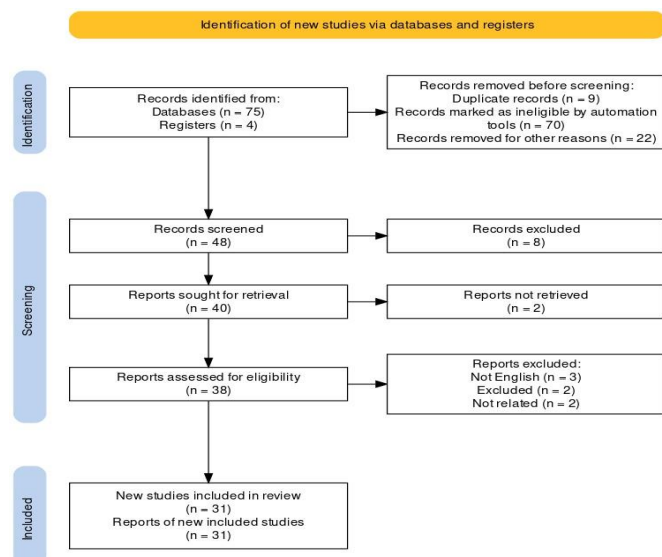 Identification of new studies via databases and registers
Identification
Records identified from:
Databases (n = 75)
Registers (n = 4)
Records removed before screening:
Duplicate records (n = 9)
Records marked as ineligible by automation
tools (n = 70)
Records removed for other reasons (n = 22)
Screening
Records screened
(n = 48)
Records excluded
(n = 8)
Reports sought for retrieval
(n = 40)
Reports not retrieved
(n = 2)
Reports assessed for eligibility
(n = 38)
Reports excluded:
Not English (n = 3)
Excluded (n = 2)
Not related (n = 2)
Included
New studies included in review
(n = 31)
Reports of new included studies
(n = 31)